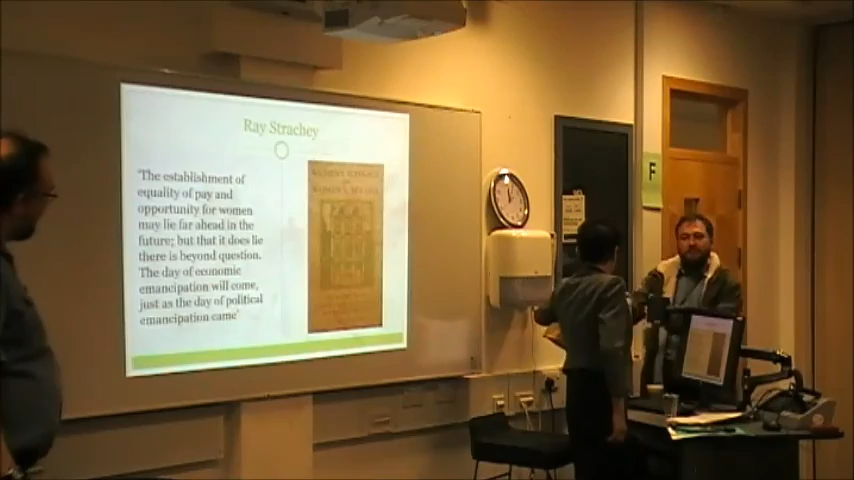 Ray Strachey
'The establishment of
equality of pay and
opportunity for women
may lie far ahead in the
future; but that it does lie
there is beyond question.
The day of economic
emancipation will come,
just as the day of political
emancipation came'
F